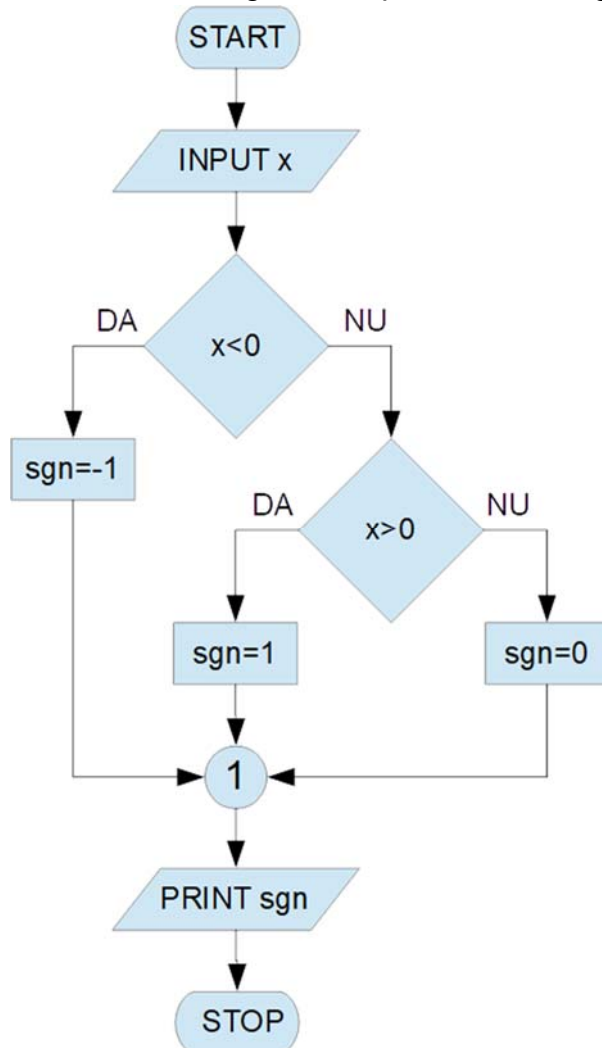 START
INPUT x
DA
NU
x<0
sgn=-1
DA
NU
x>0
sgn=1
sgn=0
1
PRINT sgn
STOP